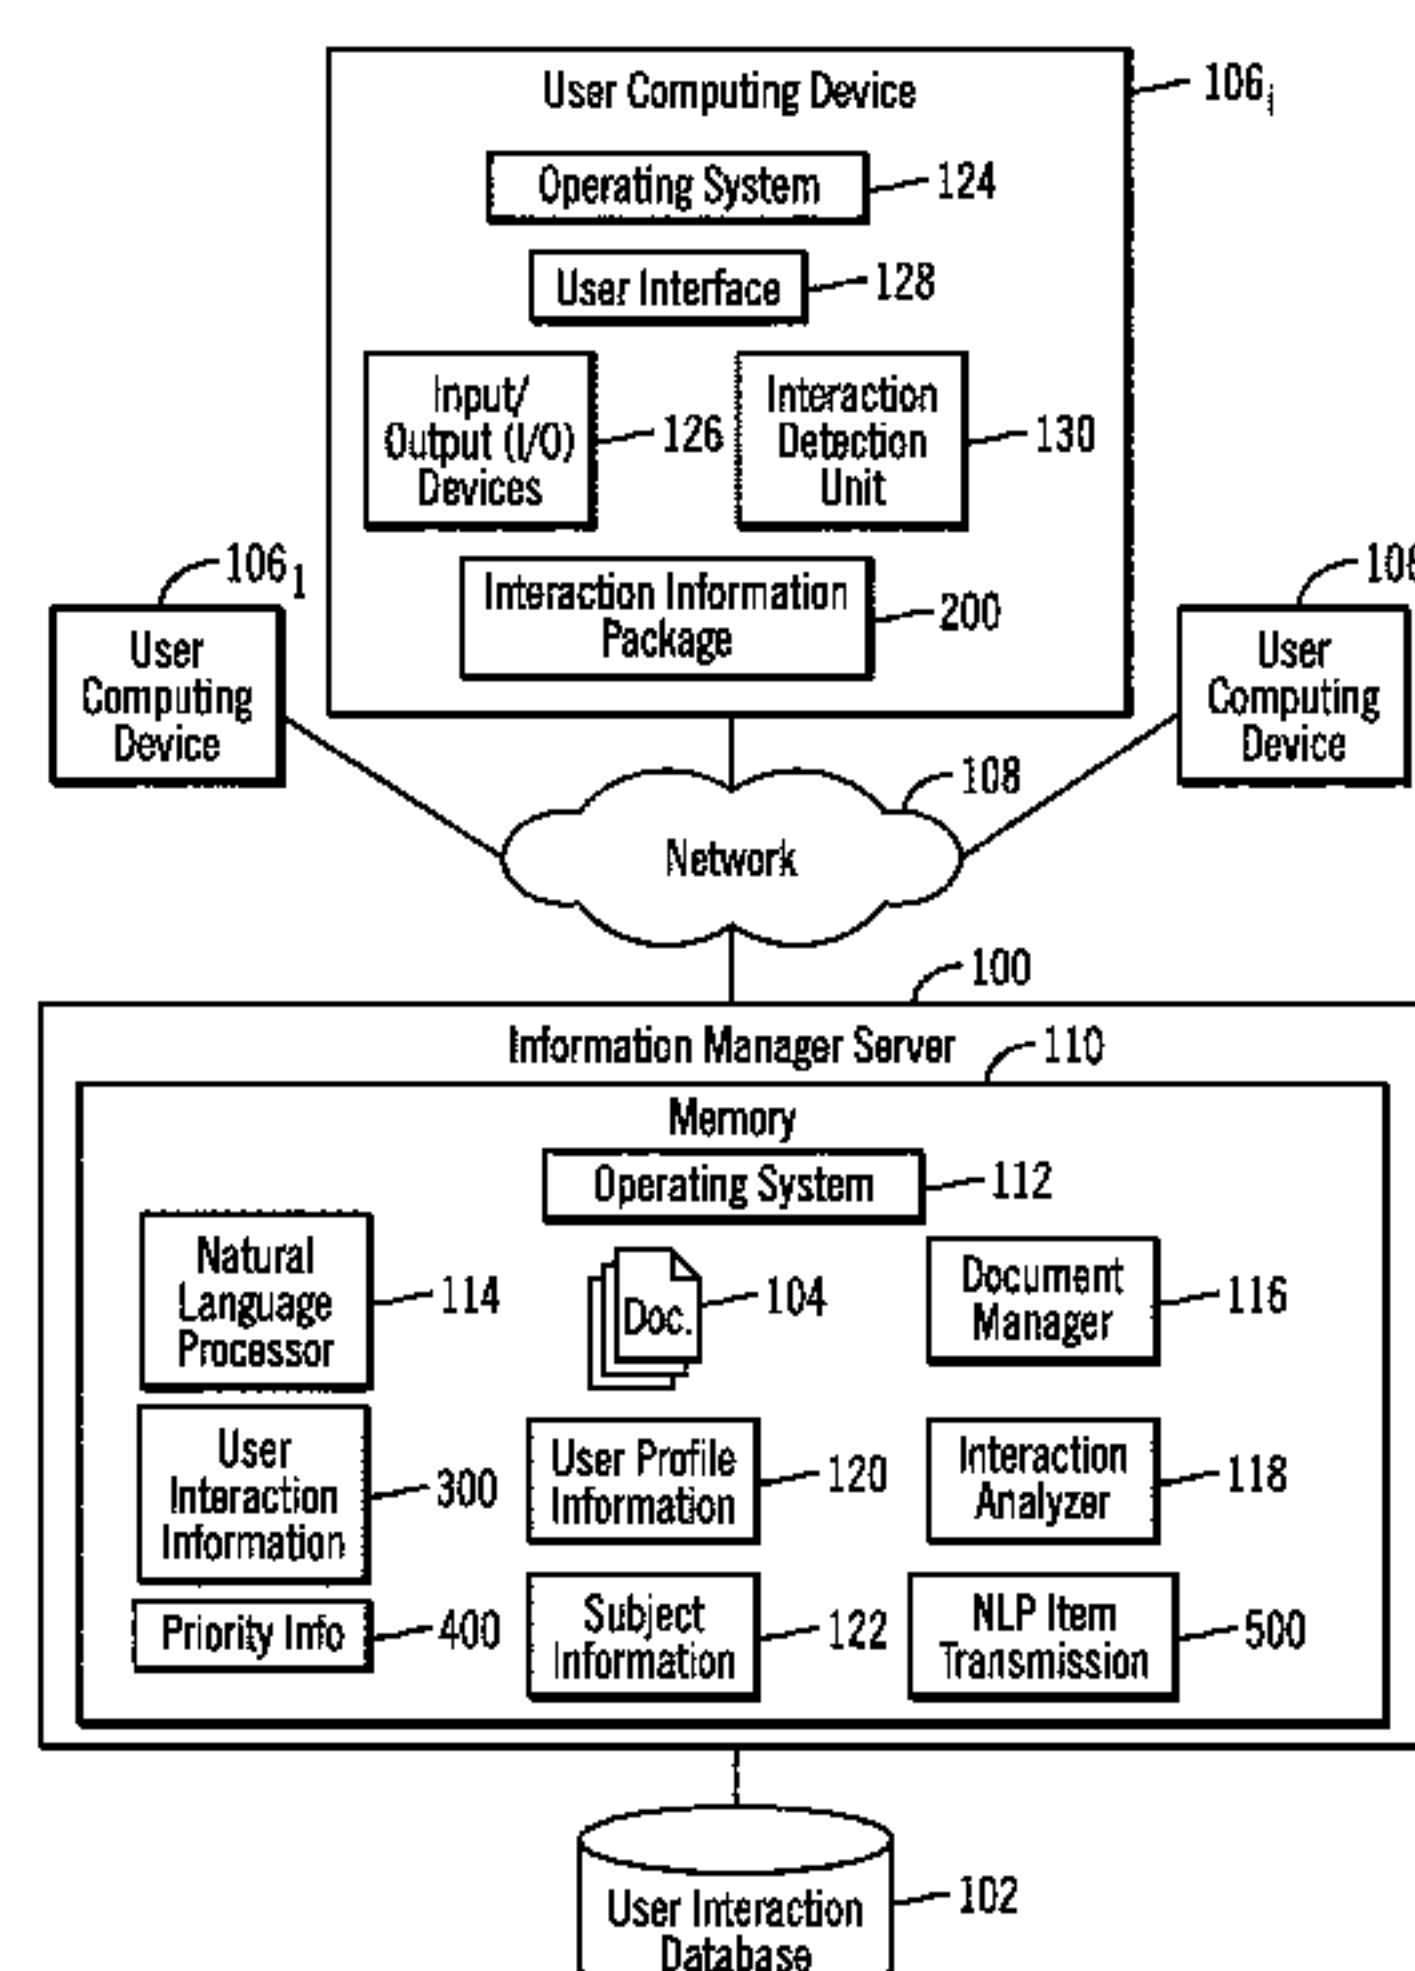 User Computing Device
106i
Operating System
124
User Interface
128
Input/
Output (I/O)
Devices
126
Interaction
Detection
Unit
130
Interaction Information
Package
200
1061
User
Computing
Device
106
User
Computing
Device
108
Network
100
Information Manager Server
110
Memory
Operating System
112
Natural
Language
Processor
114
Doc.
104
Document
Manager
116
User
Interaction
Information
300
User Profile
Information
120
Interaction
Analyzer
118
Priority Info
400
Subject
Information
122
NLP Item
Transmission
500
User Interaction
Database
102